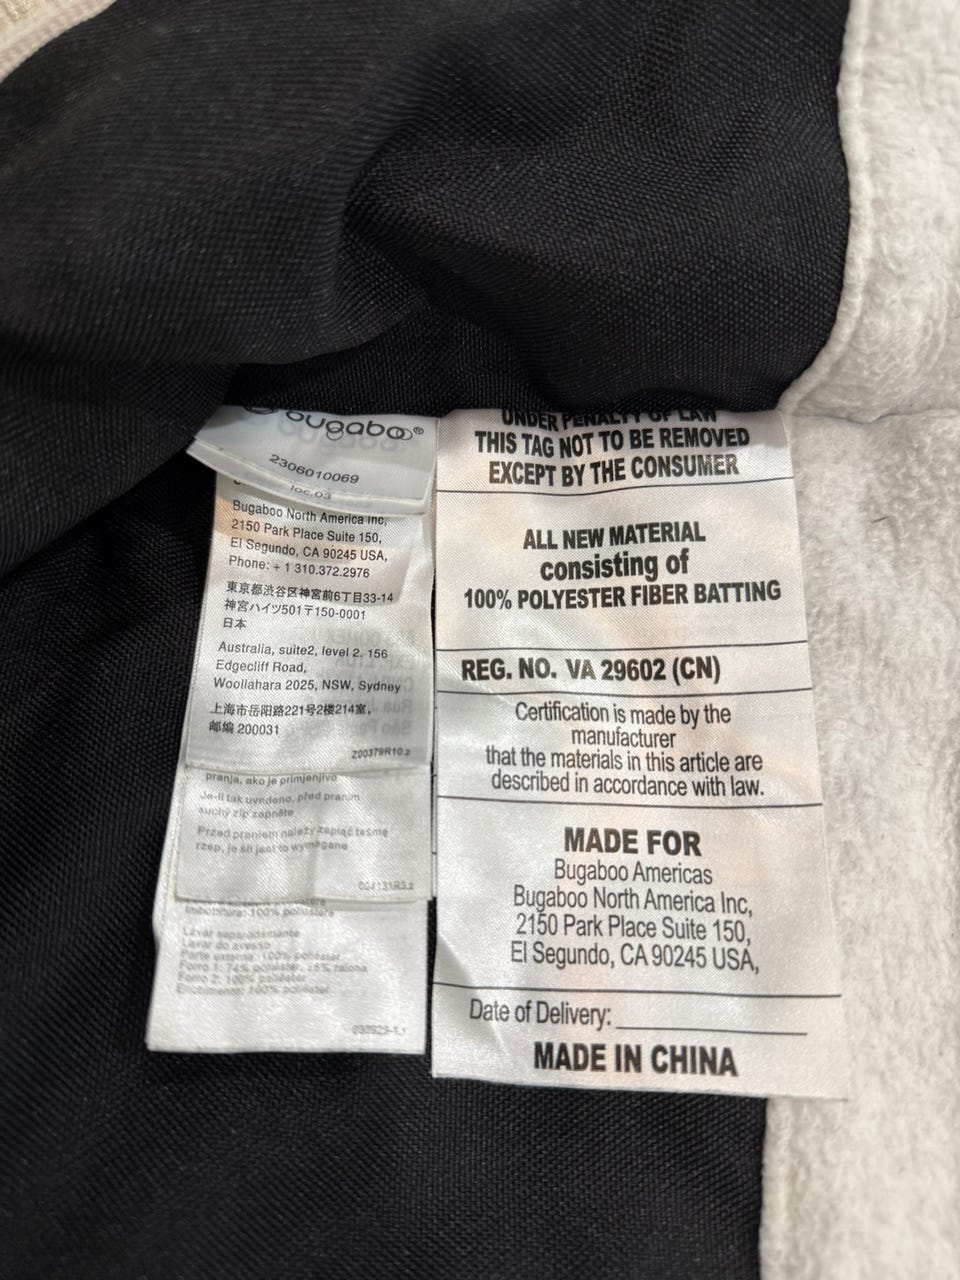 bugaboo®
2306010069
loc.03
Bugaboo North America Inc,
2150 Park Place Suite 150,
El Segundo, CA 90245 USA,
Phone: + 1 310.372.2976
東京都渋谷区神宮前6丁目33-14
神宮ハイツ501〒150-0001
日本
Australia, suite2, level 2, 156
Edgecliff Road,
Woollahara 2025, NSW, Sydney
上海市岳阳路221号2楼214室,
邮编 200031
Z00379R10.2
pranja, ako je primjenjivo
Je-li tak uvedeno, před praním
suchý zip zapněte
Przed praniem należy zapiąć taśmę
rzep, je śli jest to wymagane
Imbottitura: 100% poliestere
Lavar separadamente
Lavar do avesso
Parte externa: 100% poliéster
Forro 2: 100% poliéster
Enchimento: 100% poliéster
UNDER PENALTY OF LAW
THIS TAG NOT TO BE REMOVED
EXCEPT BY THE CONSUMER
ALL NEW MATERIAL
consisting of
100% POLYESTER FIBER BATTING
REG. NO. VA 29602 (CN)
Certification is made by the
manufacturer
that the materials in this article are
described in accordance with law.
MADE FOR
Bugaboo Americas
Bugaboo North America Inc,
2150 Park Place Suite 150,
El Segundo, CA 90245 USA,
Date of Delivery:
MADE IN CHINA